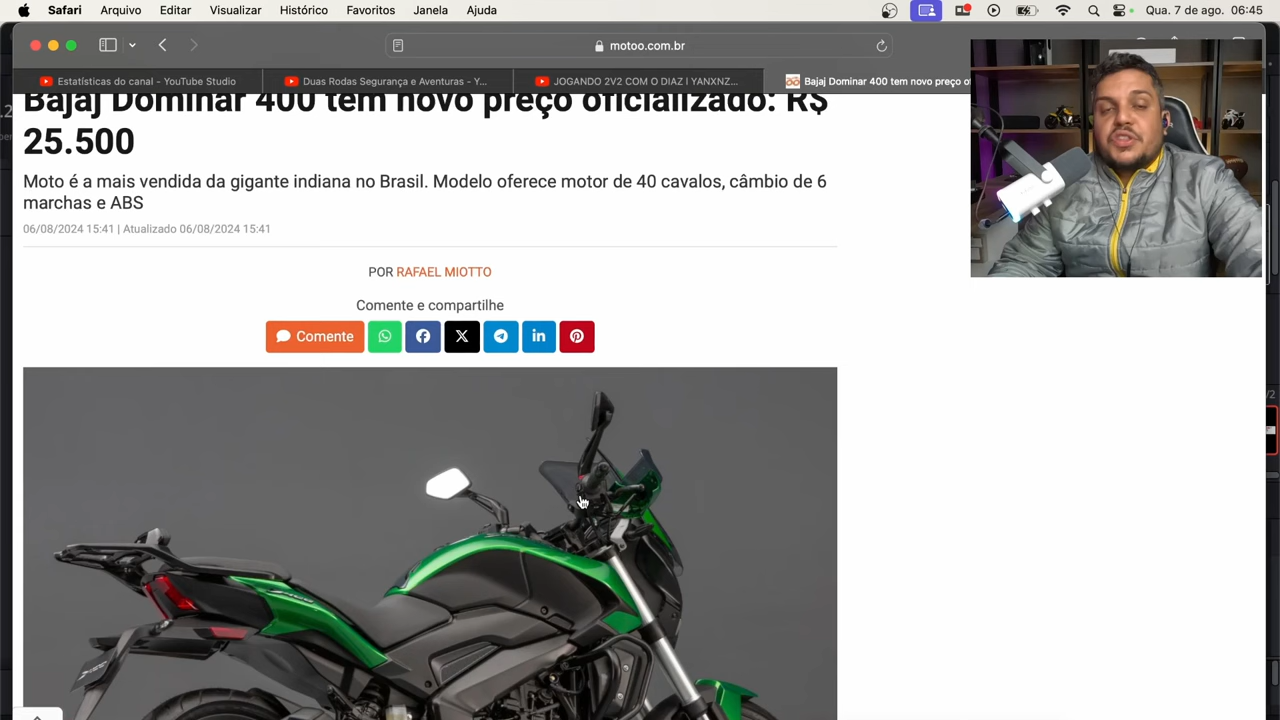 Safari Arquivo Editar Visualizar Histórico Favoritos Janela Ajuda Qua. 7 de ago. 06:45
motoo.com.br
Estatísticas do canal - YouTube Studio
Duas Rodas Segurança e Aventuras - Y...
JOGANDO 2V2 COM O DIAZ | YANXNZ...
Bajaj Dominar 400 tem novo preço of
Bajaj Dominar 400 tem novo preço oficializado: R$
25.500
Moto é a mais vendida da gigante indiana no Brasil. Modelo oferece motor de 40 cavalos, câmbio de 6
marchas e ABS
06/08/2024 15:41 | Atualizado 06/08/2024 15:41
POR RAFAEL MIOTTO
Comente e compartilhe
Comente